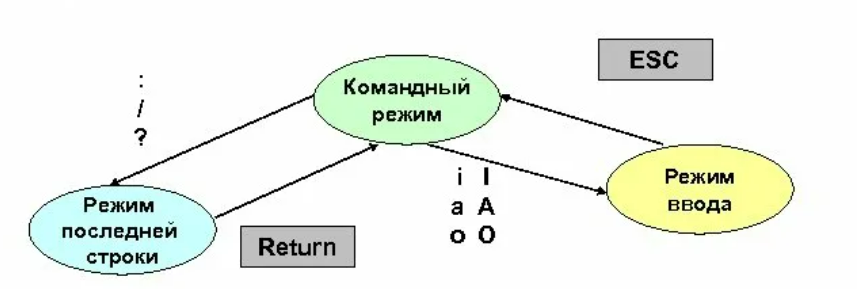 ESC
Командный
режим
:
/
?
i I
a A
o O
Режим
ввода
Режим
последней
строки
Return